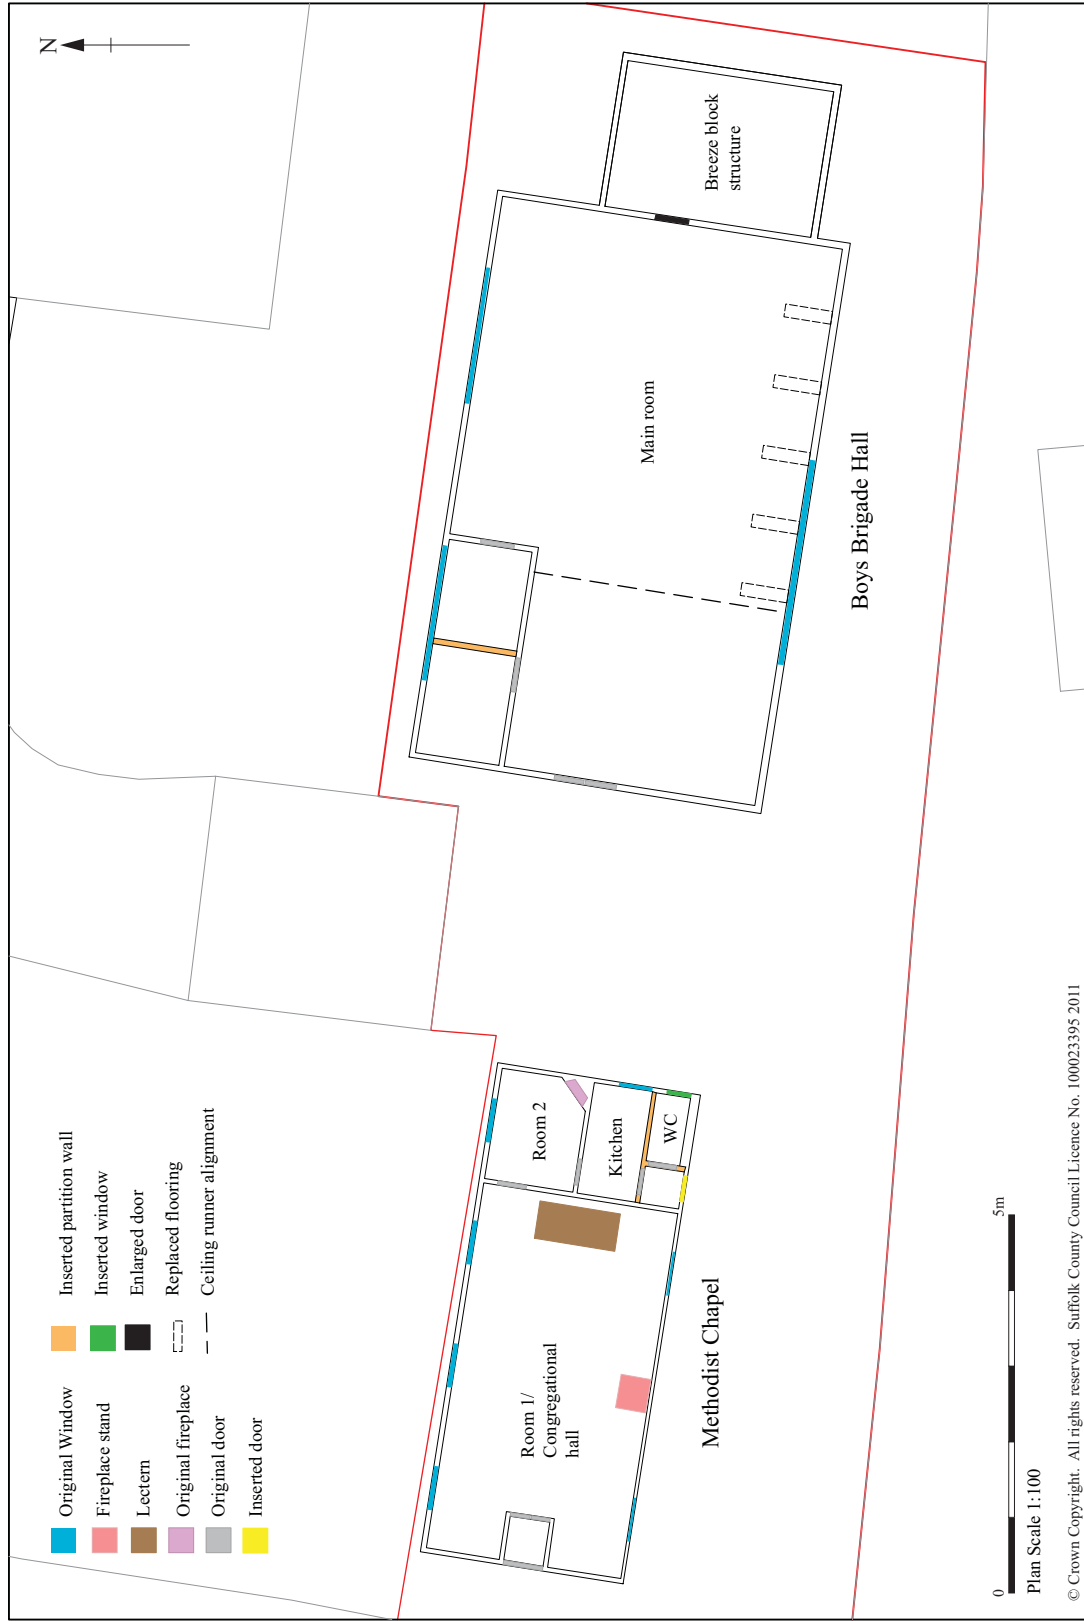 N
Original Window
Fireplace stand
Lectern
Original fireplace
Original door
Inserted door
Inserted partition wall
Inserted window
Enlarged door
Replaced flooring
Ceiling runner alignment
Room 1/
Congregational
hall
Room 2
Kitchen
WC
Methodist Chapel
Main room
Breeze block
structure
Boys Brigade Hall
0
5m
Plan Scale 1:100
© Crown Copyright. All rights reserved. Suffolk County Council Licence No. 100023395 2011